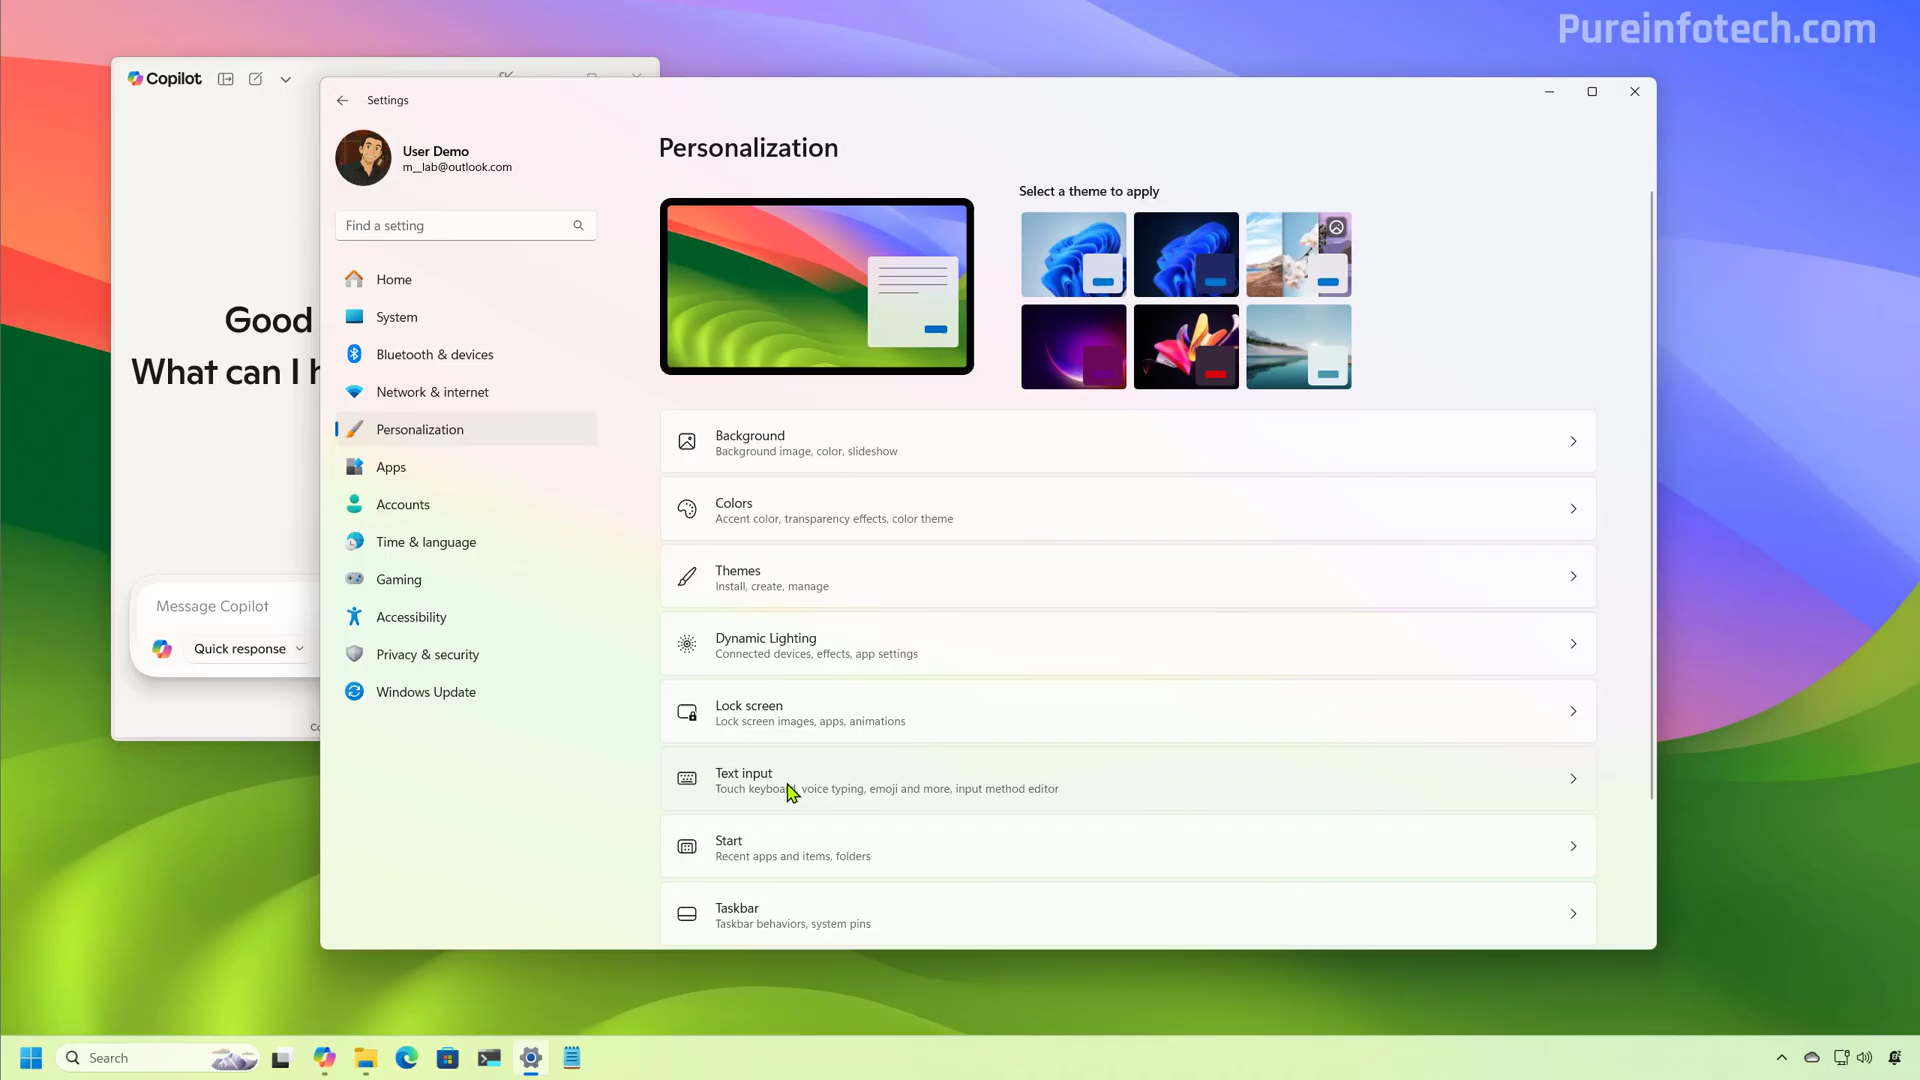 Pureinfotech.com
Copilot
Good
What can I h
Message Copilot
Quick response
Settings
User Demo
m__lab@outlook.com
Find a setting
Home
System
Bluetooth & devices
Network & internet
Personalization
Apps
Accounts
Time & language
Gaming
Accessibility
Privacy & security
Windows Update
Personalization
Select a theme to apply
Background
Background image, color, slideshow
Colors
Accent color, transparency effects, color theme
Themes
Install, create, manage
Dynamic Lighting
Connected devices, effects, app settings
Lock screen
Lock screen images, apps, animations
Text input
Touch keyboard, voice typing, emoji and more, input method editor
Start
Recent apps and items, folders
Taskbar
Taskbar behaviors, system pins
Search